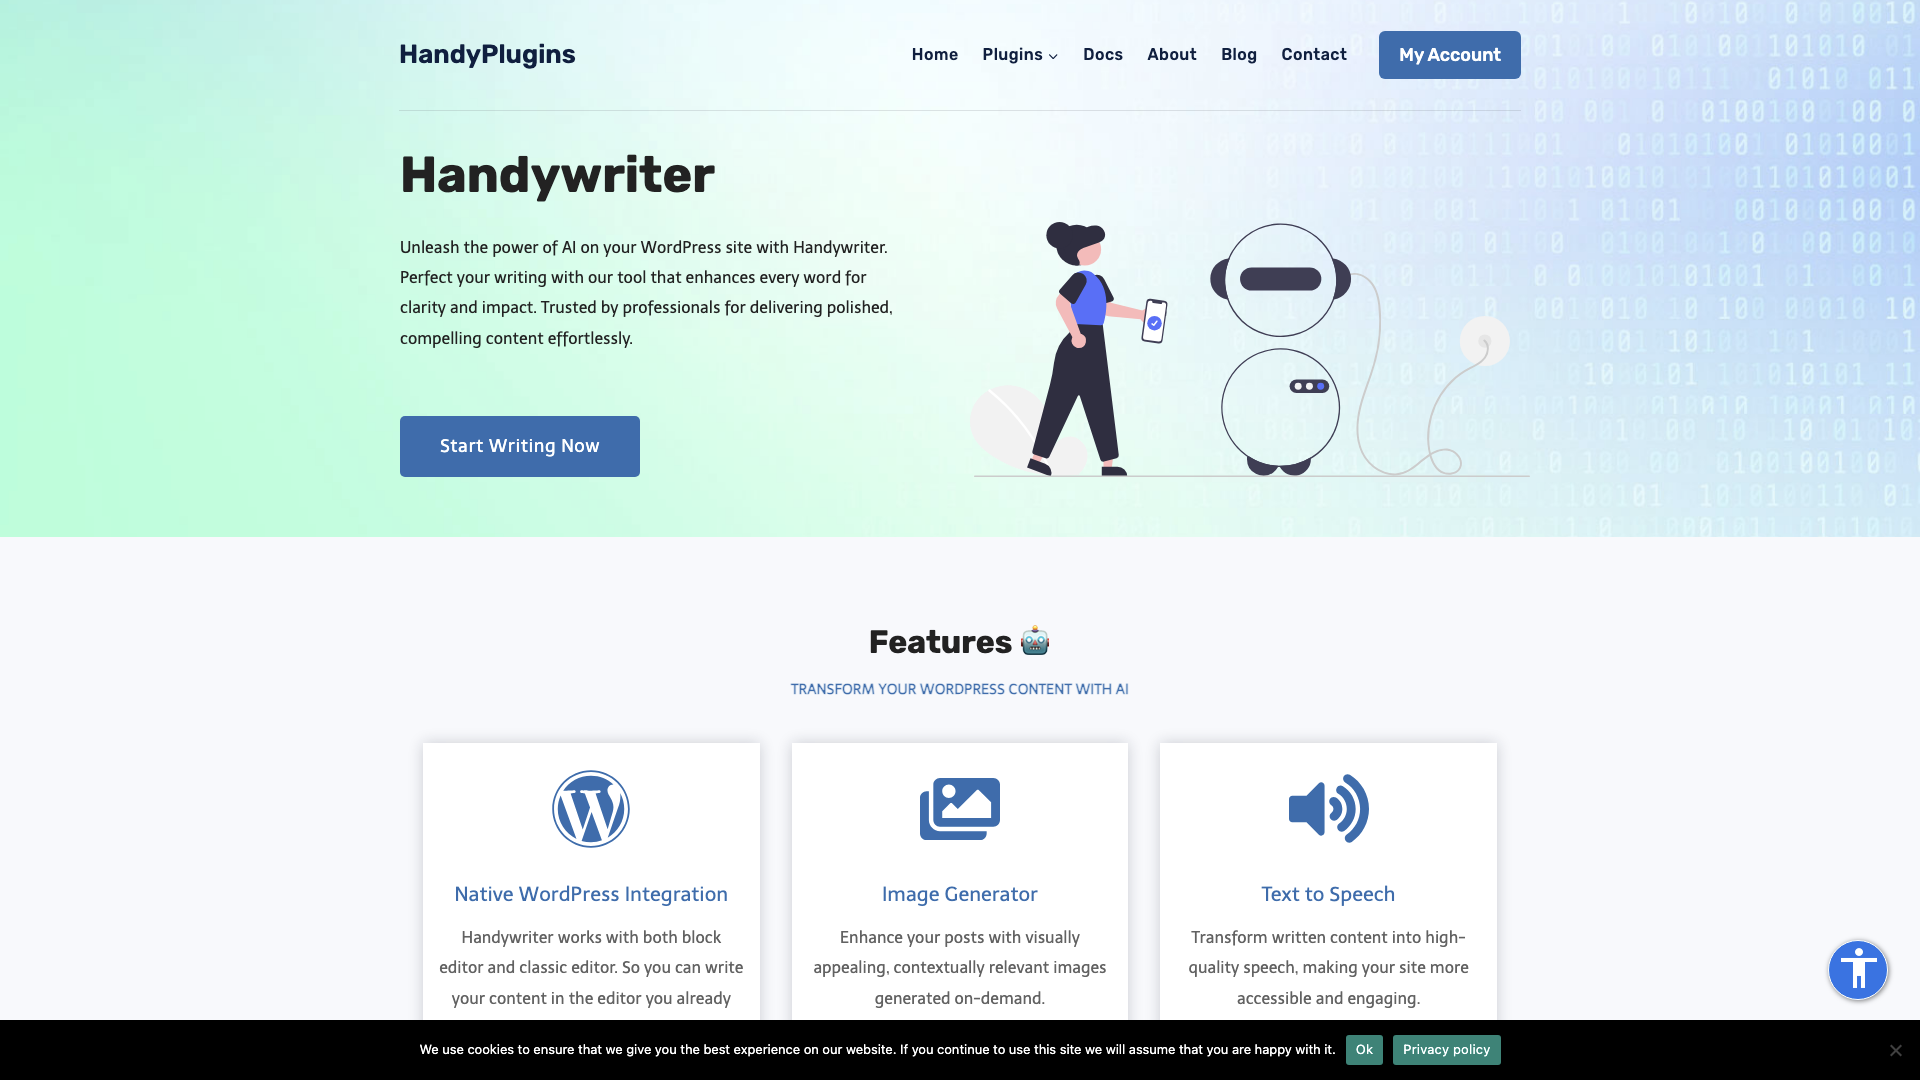 HandyPlugins
Home Plugins Docs About Blog Contact My Account
Handywriter
Unleash the power of AI on your WordPress site with Handywriter.
Perfect your writing with our tool that enhances every word for
clarity and impact. Trusted by professionals for delivering polished,
compelling content effortlessly.
Start Writing Now
Features
TRANSFORM YOUR WORDPRESS CONTENT WITH AI
Native WordPress Integration
Handywriter works with both block
editor and classic editor. So you can write
your content in the editor you already
Image Generator
Enhance your posts with visually
appealing, contextually relevant images
generated on-demand.
Text to Speech
Transform written content into high-
quality speech, making your site more
accessible and engaging.
We use cookies to ensure that we give you the best experience on our website. If you continue to use this site we will assume that you are happy with it. Ok Privacy policy